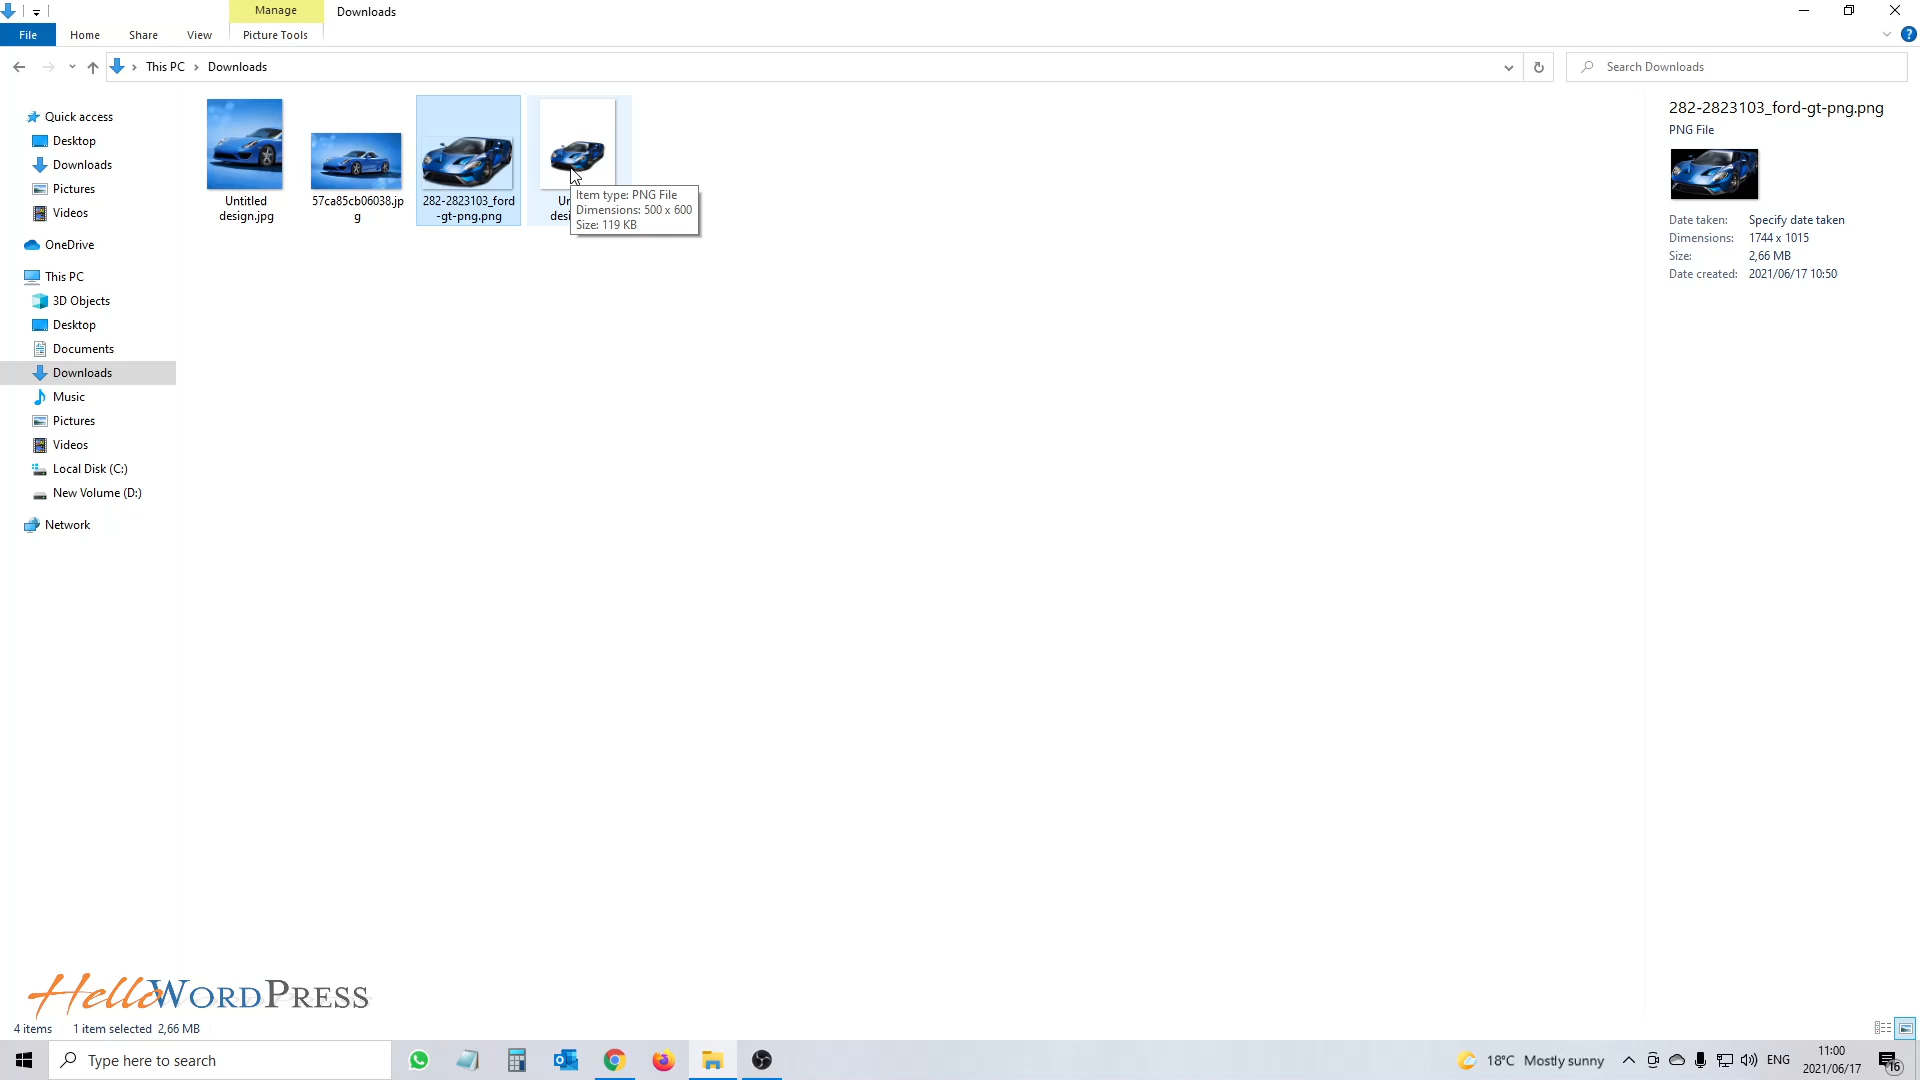 Manage
Downloads
File
Home
Share
View
Picture Tools
This PC
Downloads
Search Downloads
Quick access
Desktop
Downloads
Pictures
Videos
OneDrive
This PC
3D Objects
Desktop
Documents
Downloads
Music
Pictures
Videos
Local Disk (C:)
New Volume (D:)
Network
Untitled
design.jpg
57ca85cb06038.jp
g
282-2823103_ford
-gt-png.png
Item type: PNG File
Dimensions: 500 x 600
Size: 119 KB
282-2823103_ford-gt-png.png
PNG File
Date taken: Specify date taken
Dimensions: 1744 x 1015
Size: 2,66 MB
Date created: 2021/06/17 10:50
HelloWORDPRESS
4 items 1 item selected 2,66 MB
Type here to search
18°C Mostly sunny
ENG
11:00
2021/06/17
16